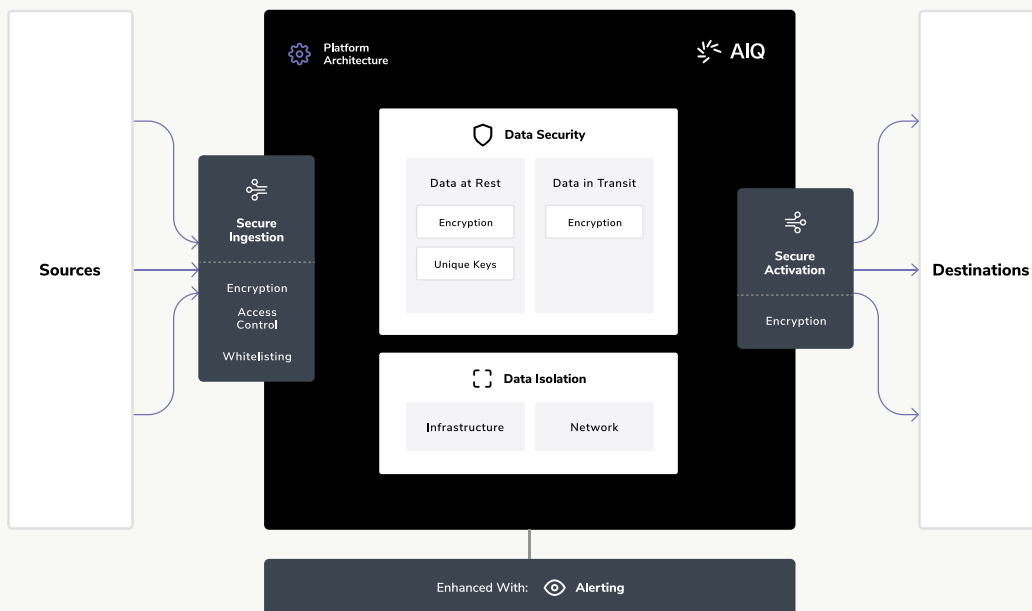 Platform
Architecture
AIQ
Data Security
Data at Rest
Data in Transit
Encryption
Encryption
Unique Keys
Secure
Ingestion
Encryption
Access
Control
Whitelisting
Sources
Secure
Activation
Encryption
Destinations
Data Isolation
Infrastructure
Network
Enhanced With: Alerting